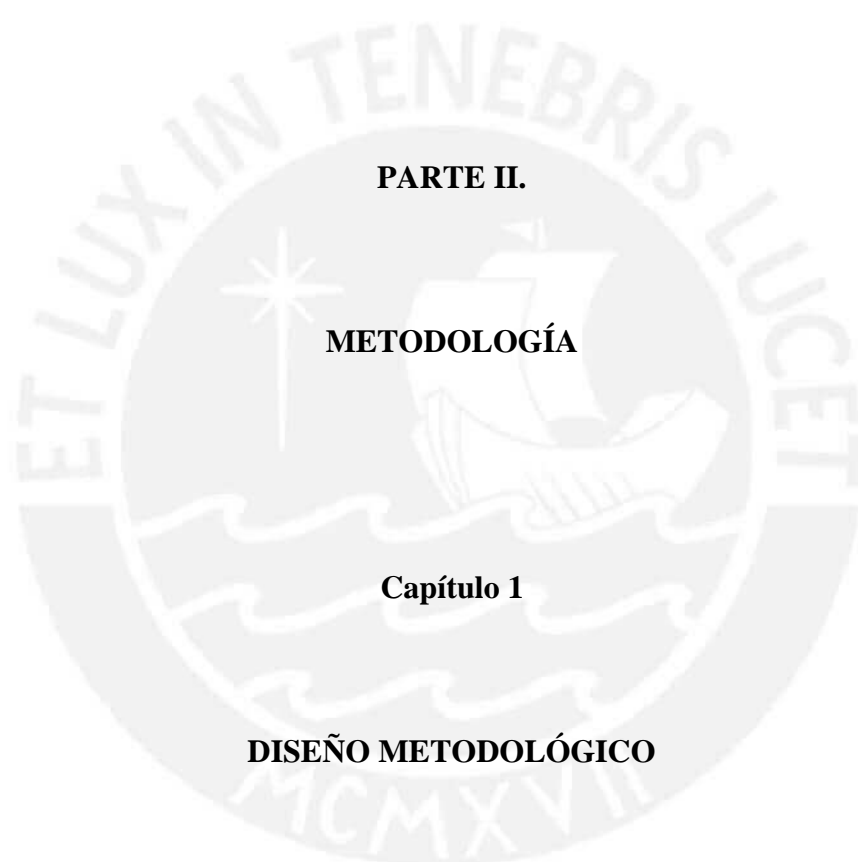 ET LUX IN TENEBRIS LUCET
PARTE II.
METODOLOGÍA
Capítulo 1
DISEÑO METODOLÓGICO
MCMXVII